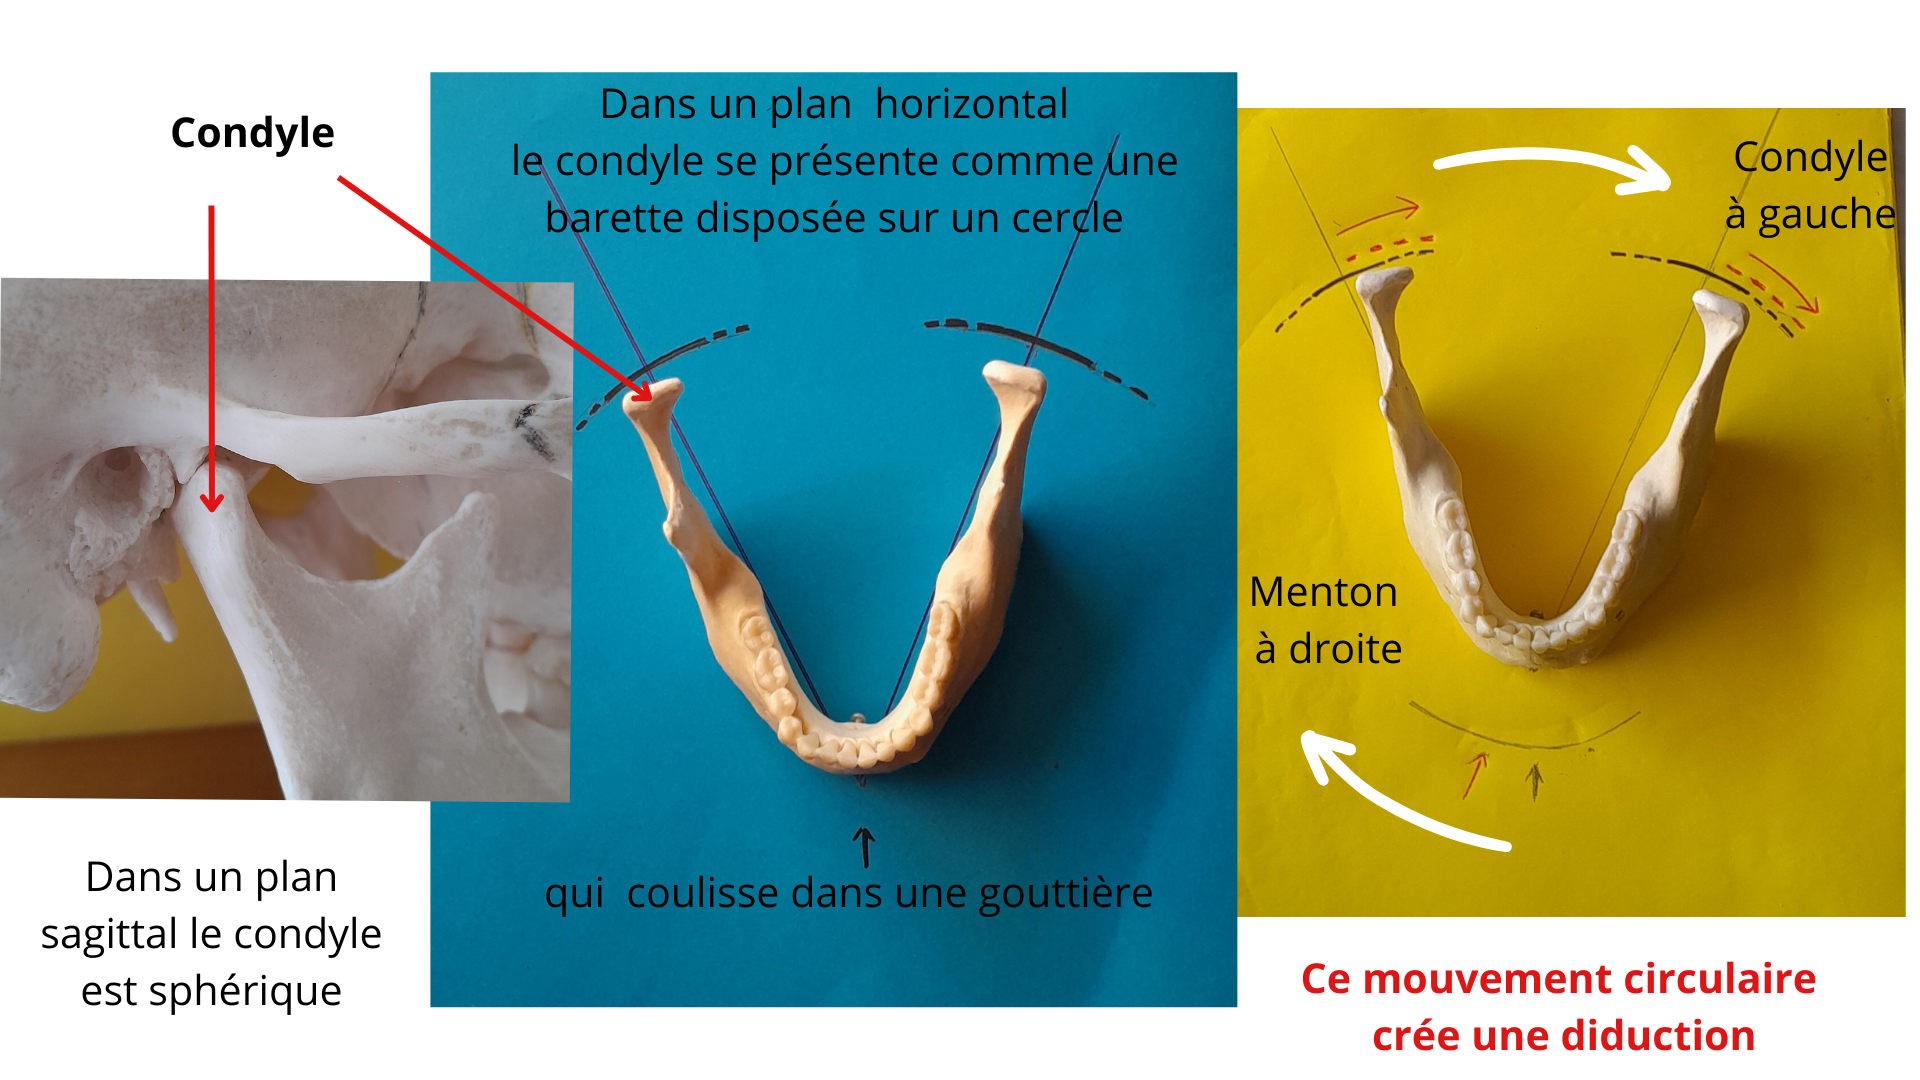 Condyle
Dans un plan sagittal le condyle
est sphérique
Dans un plan horizontal
le condyle se présente comme une
barette disposée sur un cercle
qui coulisse dans une gouttière
Condyle
à gauche
Menton
à droite
Ce mouvement circulaire
crée une diduction